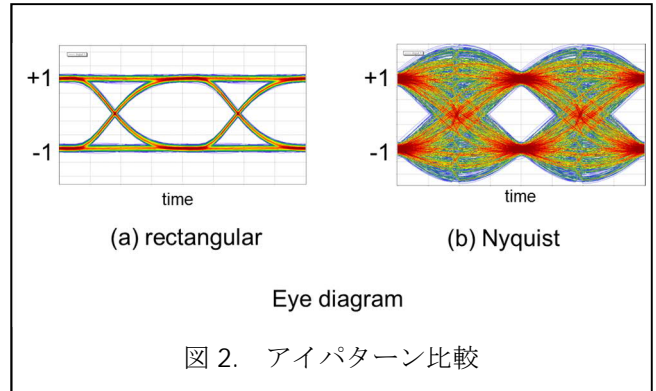 +1
-1
time
(a) rectangular
+1
-1
time
(b) Nyquist
Eye diagram
図 2. アイパターン比較